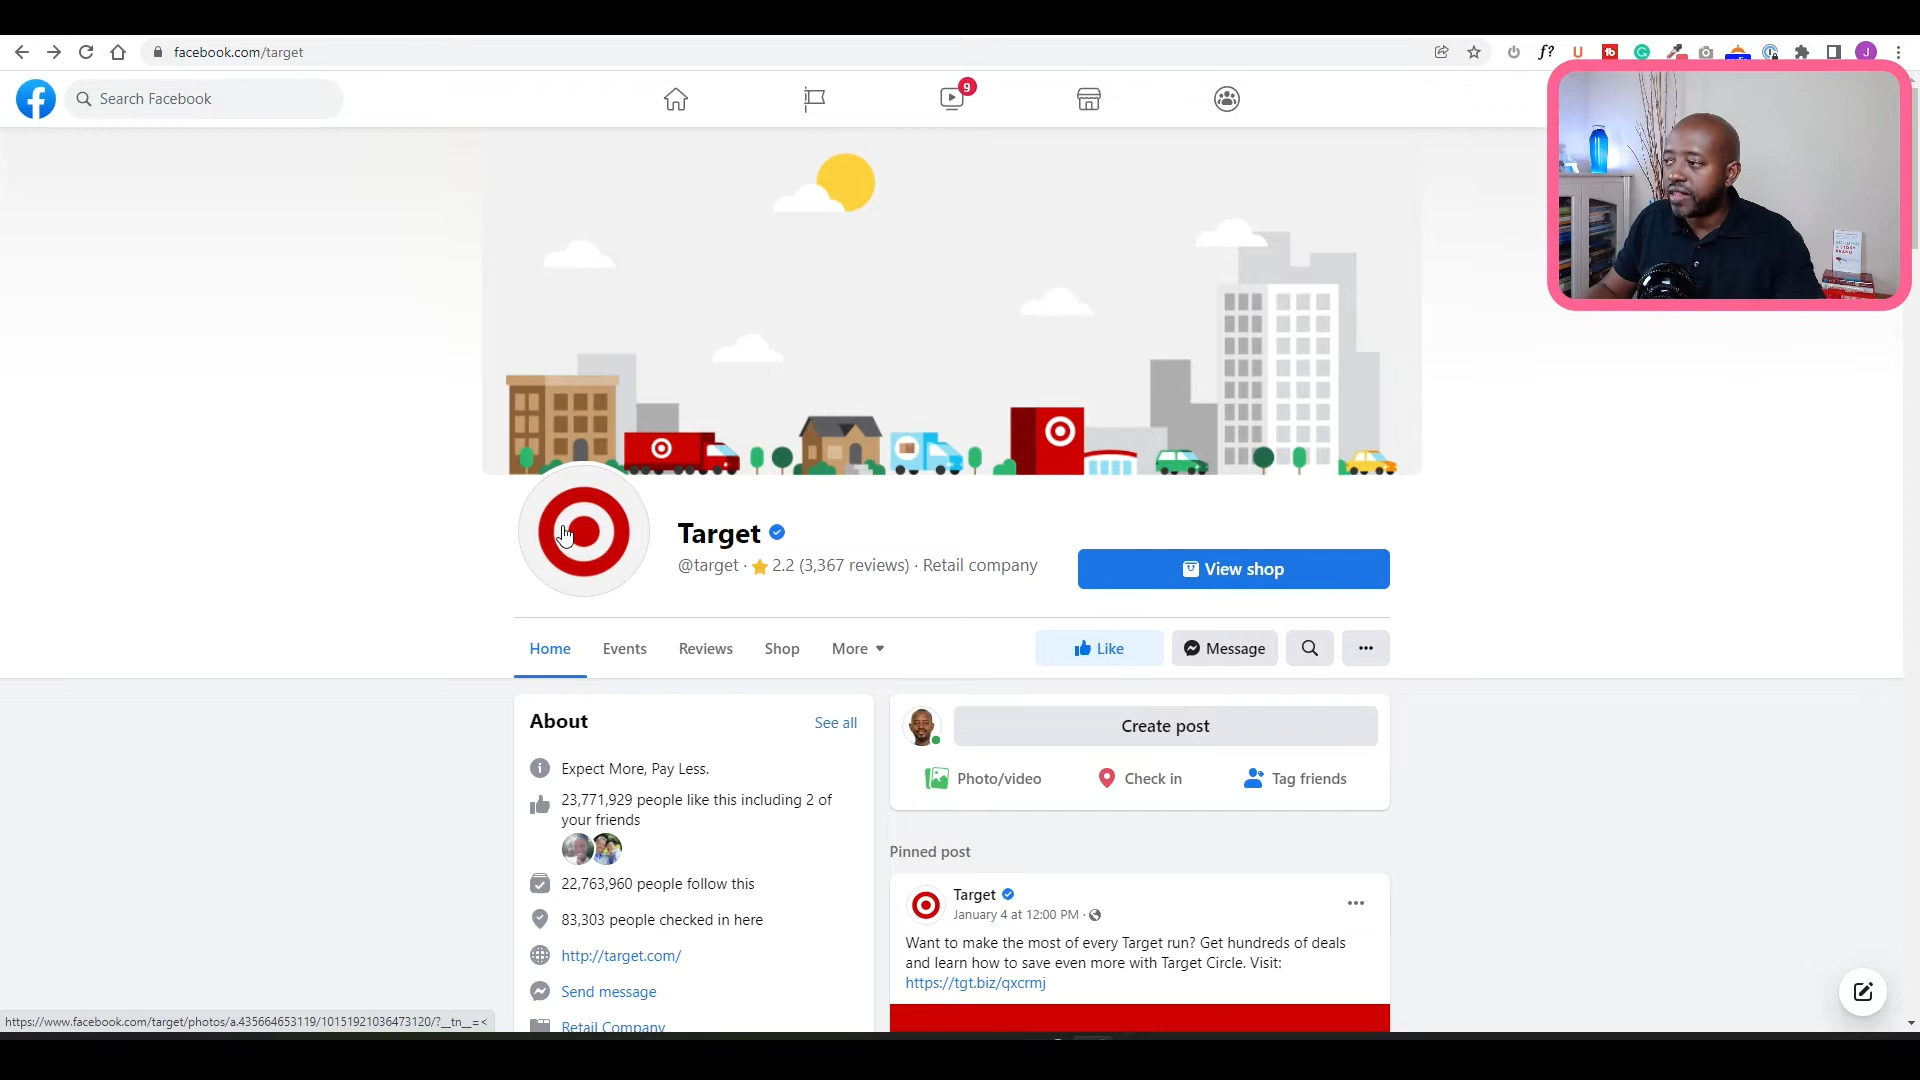 facebook.com/target
Search Facebook
9
Target
@target · 2.2 (3,367 reviews) · Retail company
View shop
Home
Events
Reviews
Shop
More
Like
Message
About
See all
Expect More, Pay Less.
23,771,929 people like this including 2 of
your friends
22,763,960 people follow this
83,303 people checked in here
http://target.com/
Send message
Retail Company
Create post
Photo/video
Check in
Tag friends
Pinned post
Target
January 4 at 12:00 PM ·
Want to make the most of every Target run? Get hundreds of deals
and learn how to save even more with Target Circle. Visit:
https://tgt.biz/qxcrmj
https://www.facebook.com/target/photos/a.435664653119/10151921036473120/?__tn__=<